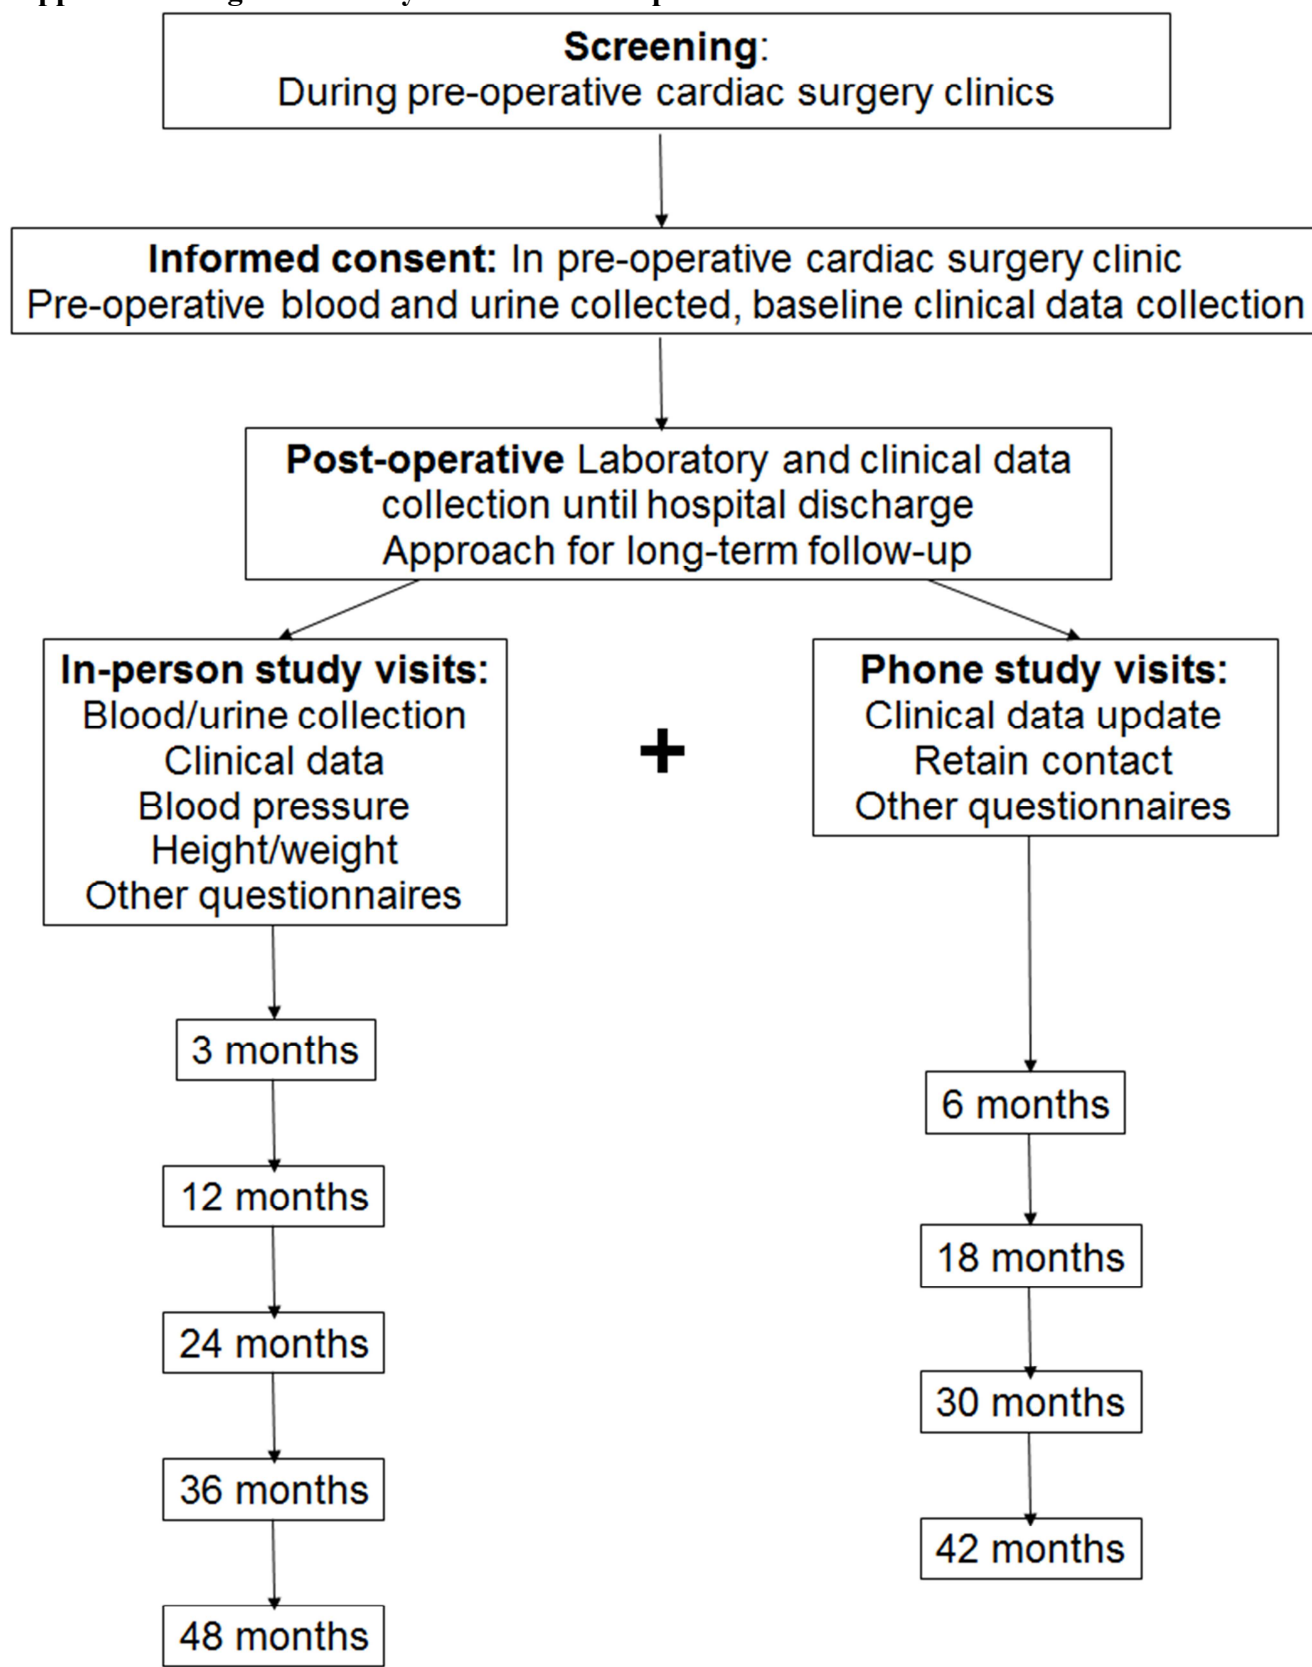 Screening:
During pre-operative cardiac surgery clinics
Informed consent: In pre-operative cardiac surgery clinic
Pre-operative blood and urine collected, baseline clinical data collection
Post-operative Laboratory and clinical data
collection until hospital discharge
Approach for long-term follow-up
In-person study visits:
Blood/urine collection
Clinical data
Blood pressure
Height/weight
Other questionnaires
+
Phone study visits:
Clinical data update
Retain contact
Other questionnaires
3 months
12 months
24 months
36 months
48 months
6 months
18 months
30 months
42 months